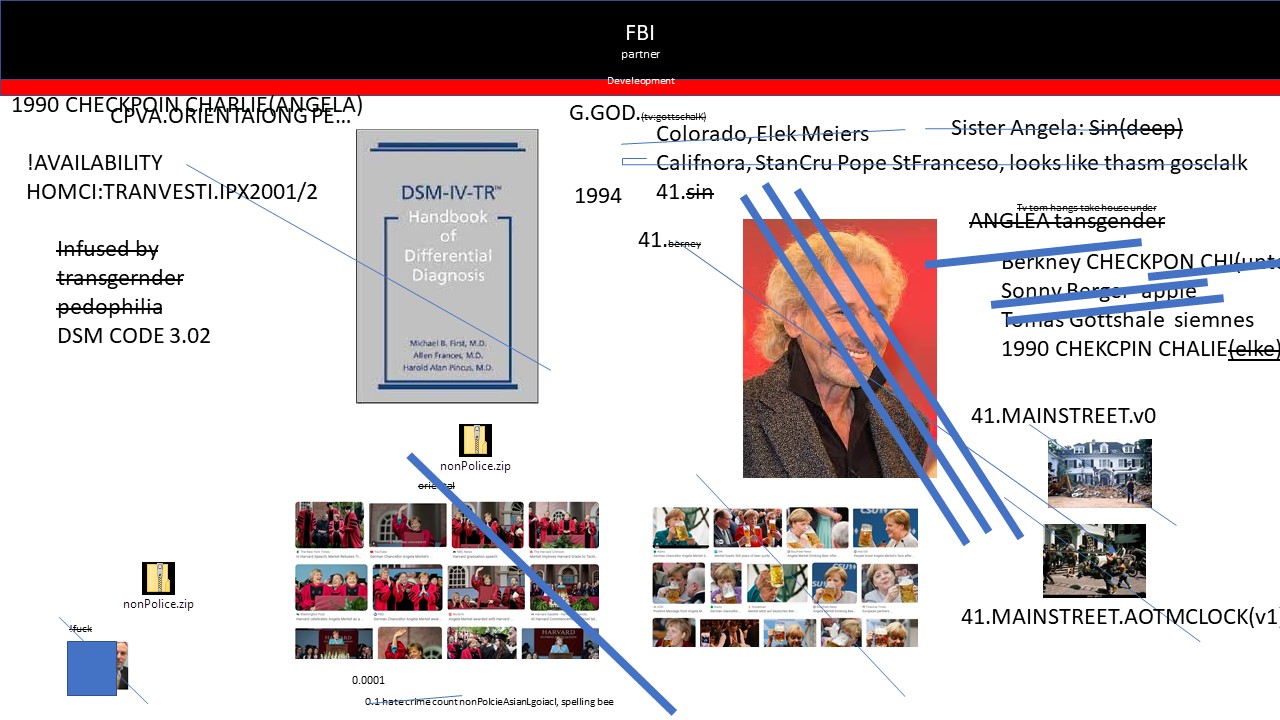 FBI
partner
Develeopment
1990 CHECKPOIN CHARLIE(ANGELA)
CPVA.ORIENTAIONG PE...
!AVAILABILITY
HOMCI:TRANVESTI.IPX2001/2
Infused by
transgernder
pedophilia
DSM CODE 3.02
DSM-IV-TR™
Handbook
of
Differential
Diagnosis
Michael B. First, M.D.
Allen Frances, M.D.
Harold Alan Pincus, M.D.
nonPolice.zip
oriental
G.GOD.(tv:gottschalK)
Colorado, Elek Meiers
Califnora, StanCru Pope StFranceso, looks like thasm gosclalk
1994
41.sin
41.berney
Sister Angela: Sin(deep)
Tv tom hangs take house under
ANGLEA tansgender
Berkney CHECKPON CHI(unto
Sonny Berger apple
Tomas Gottshale siemnes
1990 CHEKCPIN CHALIE(elke)
41.MAINSTREET.v0
41.MAINSTREET.AOTMCLOCK(v1
nonPolice.zip
!fuck
HARVARD
CSU
0.0001
0.1 hate crime count nonPolcieAsianLgoiacl, spelling bee